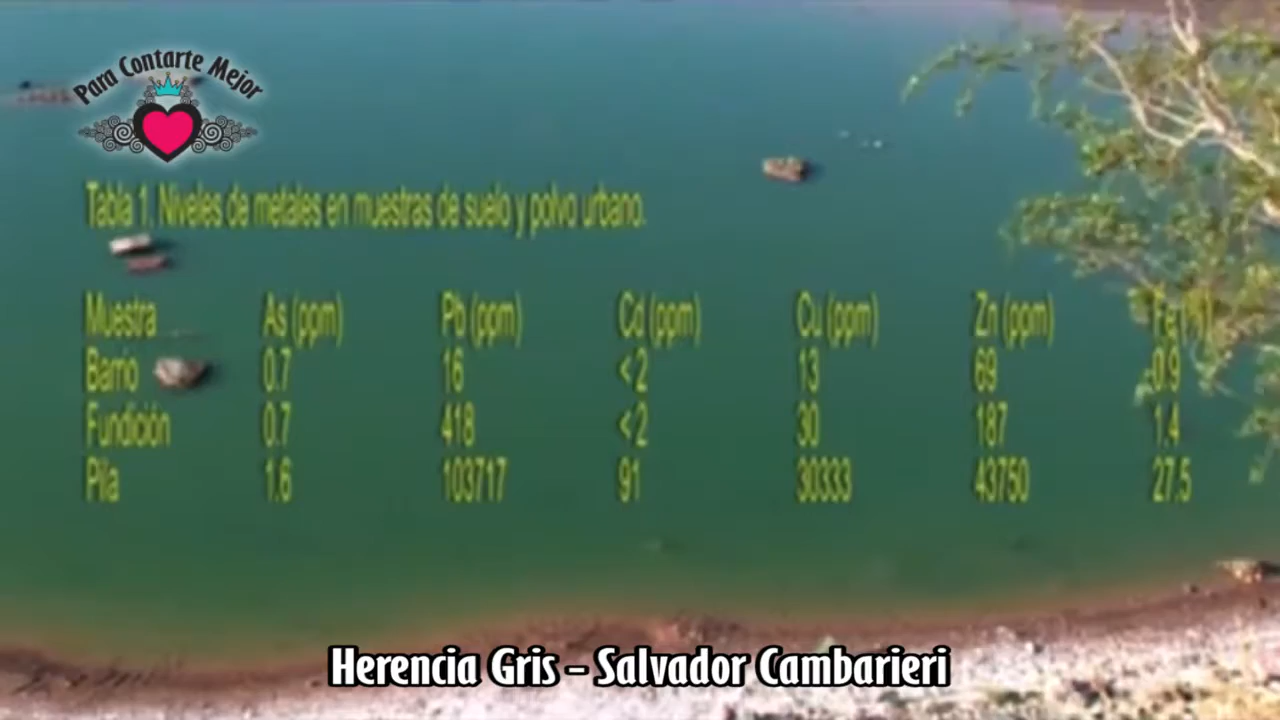 Para Contarte Mejor
Tabla 1. Niveles de metales en muestras de suelo y polvo urbano.
Muestra As (ppm) Pb (ppm) Cd (ppm) Cu (ppm) Zn (ppm) Fe
Barrio 0.7 16 <2 13 69 0.9
Fundición 0.7 418 <2 30 187 1.4
Pila 1.6 103717 91 30333 43750 27.5
Herencia Gris - Salvador Cambarieri